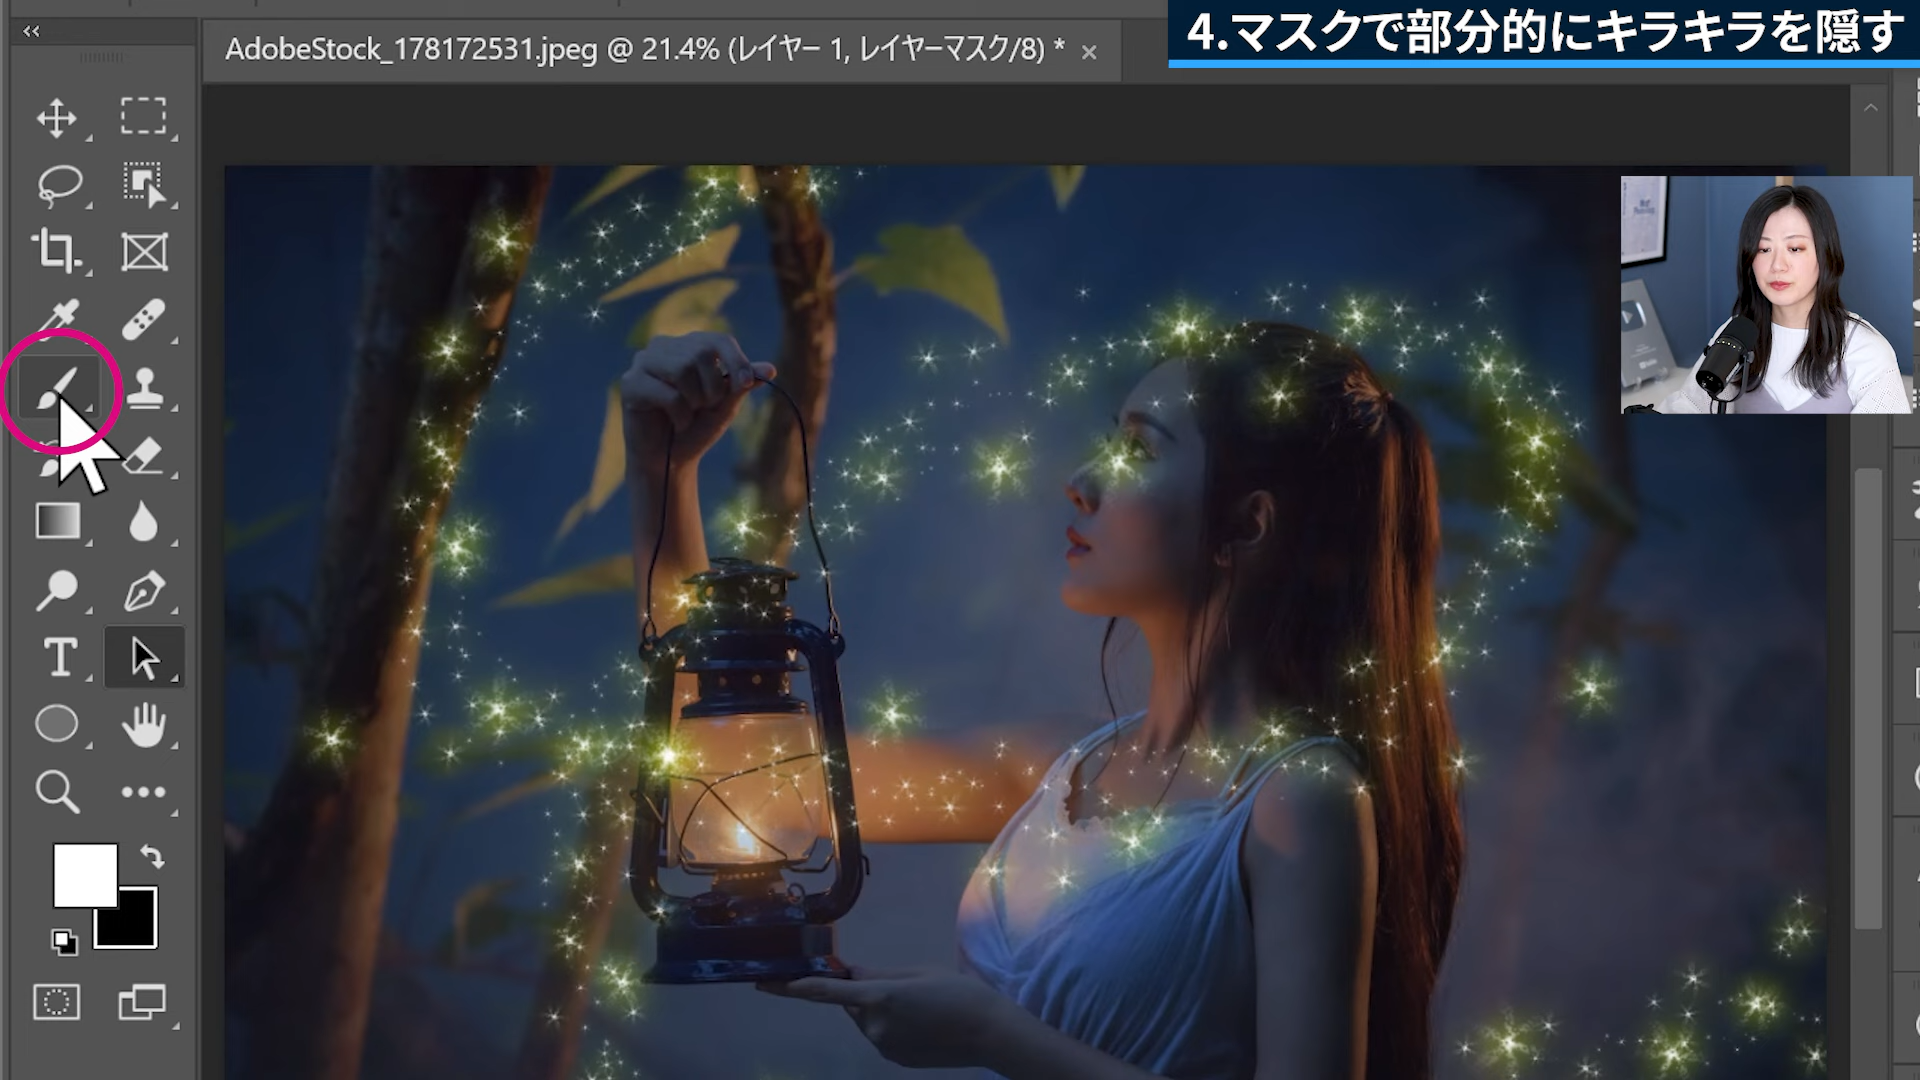 4.マスクで部分的にキラキラを隠す
AdobeStock_178172531.jpeg @ 21.4% (レイヤー 1, レイヤーマスク/8) *